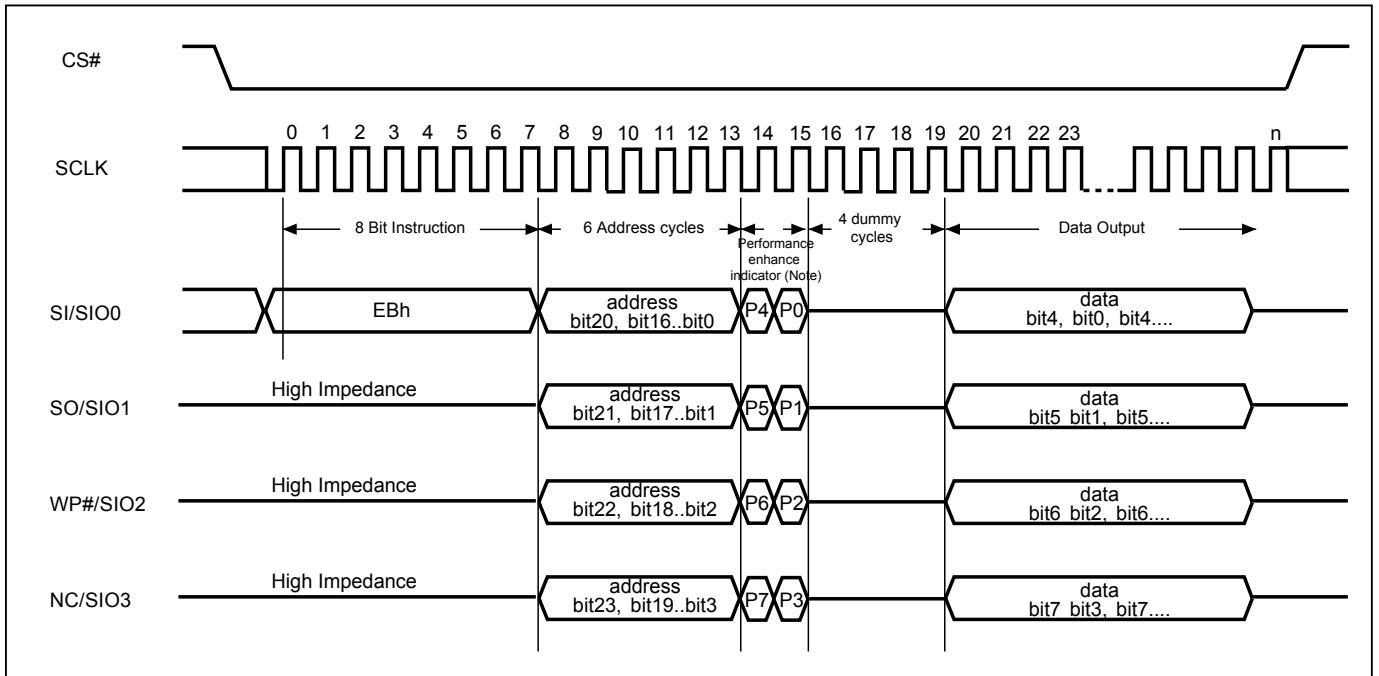 CS#
0 1 2 3 4 5 6 7 8 9 10 11 12 13 14 15 16 17 18 19 20 21 22 23 n
SCLK
8 Bit Instruction 6 Address cycles 4 dummy Data Output
cycles
Performance
enhance
indicator (Note)
SI/SIO0 EBh address P4 P0 data
bit20, bit16..bit0 bit4, bit0, bit4....
High Impedance
SO/SIO1 address P5 P1 data
bit21, bit17..bit1 bit5 bit1, bit5....
High Impedance
WP#/SIO2 address P6 P2 data
bit22, bit18..bit2 bit6 bit2, bit6....
High Impedance
NC/SIO3 address P7 P3 data
bit23, bit19..bit3 bit7 bit3, bit7....